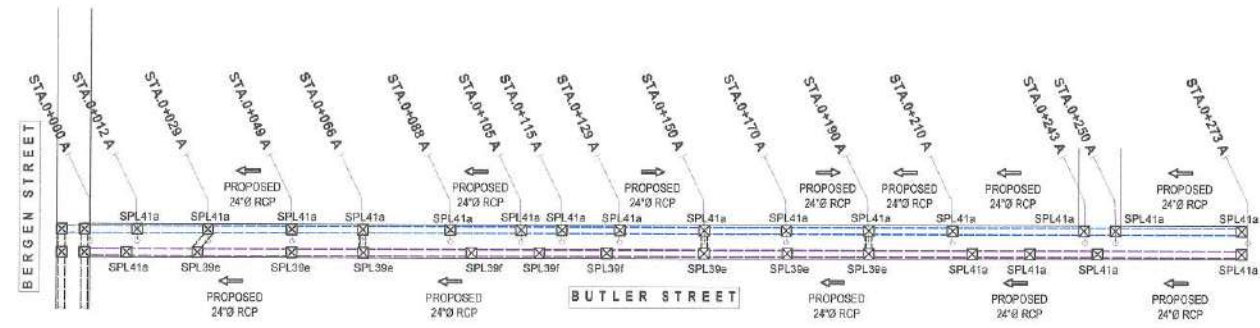 BERGEN STREET
STA.0+000 A
STA.0+012 A
STA.0+029 A
STA.0+049 A
STA.0+066 A
STA.0+088 A
STA.0+105 A
STA.0+115 A
STA.0+129 A
STA.0+150 A
STA.0+170 A
STA.0+190 A
STA.0+210 A
STA.0+243 A
STA.0+250 A
STA.0+273 A
PROPOSED
24"Ø RCP
PROPOSED
24"Ø RCP
PROPOSED
24"Ø RCP
PROPOSED
24"Ø RCP
PROPOSED
24"Ø RCP
PROPOSED
24"Ø RCP
PROPOSED
24"Ø RCP
SPL41a SPL41a SPL41a SPL41a SPL41a SPL41a SPL41a SPL41a SPL41a SPL41a SPL41a SPL41a SPL41a SPL41a SPL41a
SPL41a SPL39e SPL39e SPL39e SPL39f SPL39f SPL39f SPL39e SPL39e SPL39e SPL41a SPL41a SPL41a SPL41a
PROPOSED
24"Ø RCP
PROPOSED
24"Ø RCP
BUTLER STREET
PROPOSED
24"Ø RCP
PROPOSED
24"Ø RCP
PROPOSED
24"Ø RCP